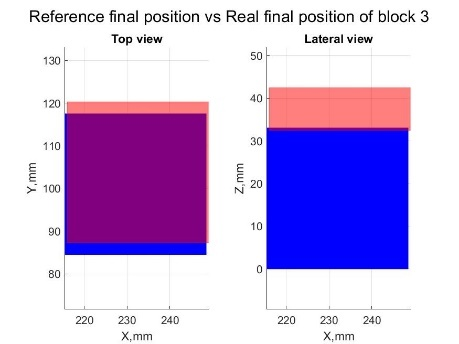 Reference final position vs Real final position of block 3
Top view
Lateral view
130
120
110
100
90
80
Y,mm
220 230 240
X,mm
50
40
30
20
10
0
Z,mm
220 230 240
X,mm